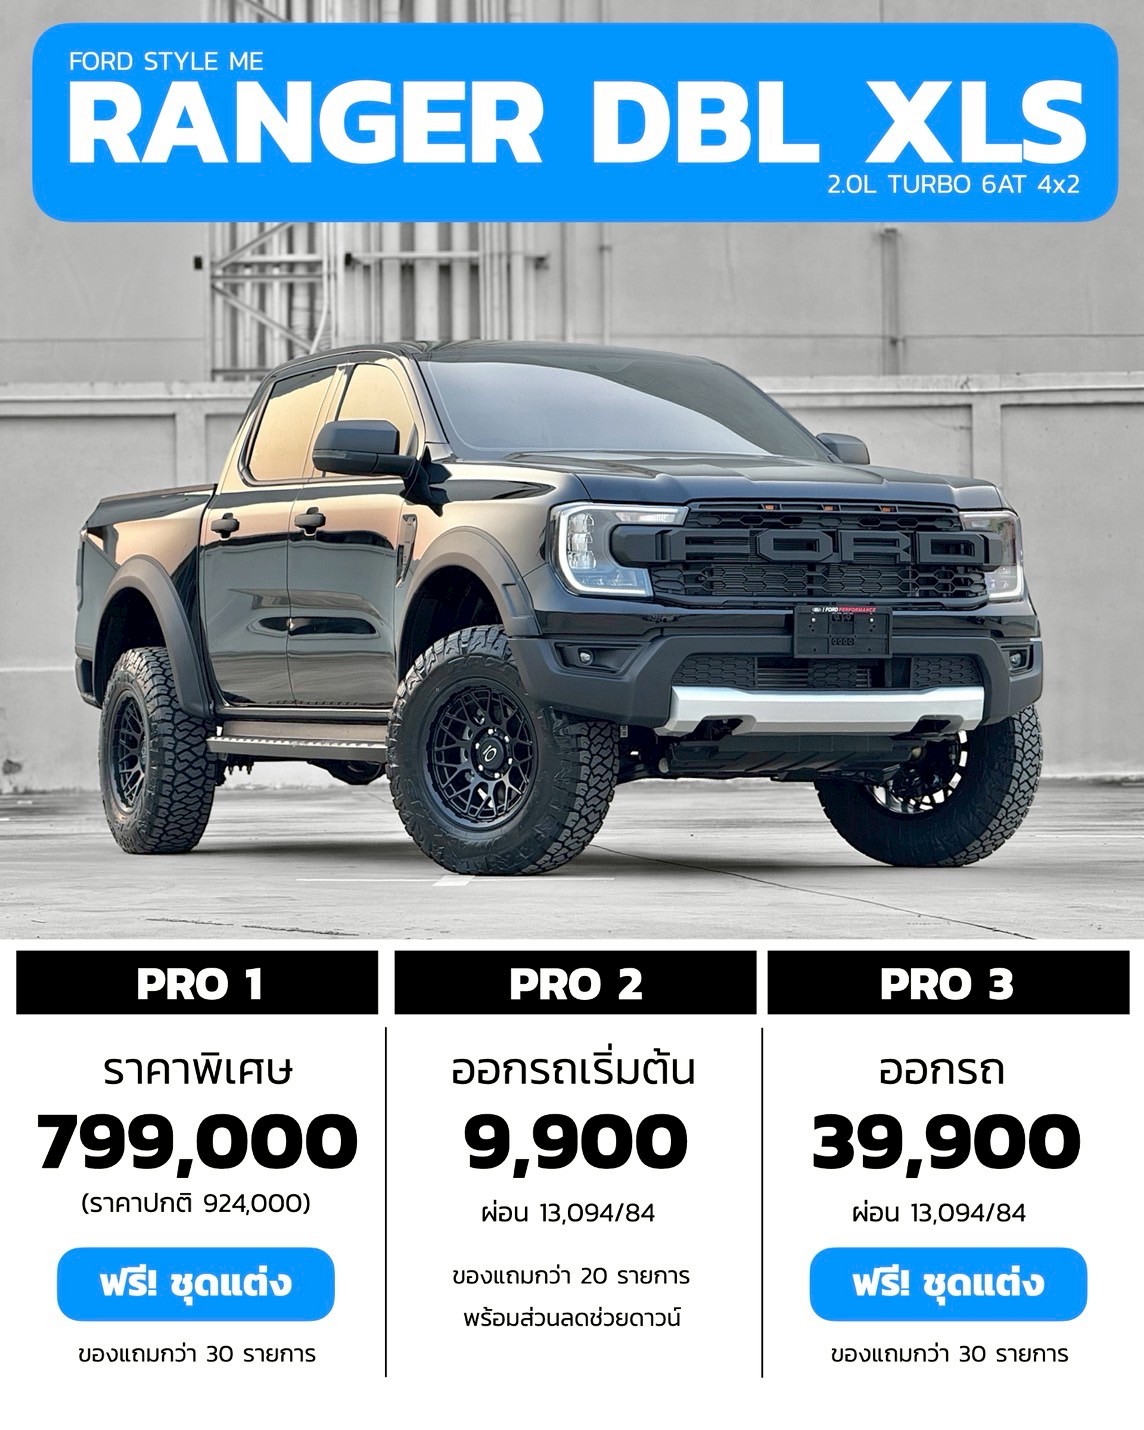 FORD STYLE ME
RANGER DBL XLS
2.0L TURBO 6AT 4x2
FORD
FORD PERFORMANCE
PRO 1
ราคาพิเศษ
799,000
(ราคาปกติ 924,000)
ฟรี! ชุดแต่ง
ของแถมกว่า 30 รายการ
PRO 2
ออกรถเริ่มต้น
9,900
ผ่อน 13,094/84
ของแถมกว่า 20 รายการ
พร้อมส่วนลดช่วยดาวน์
PRO 3
ออกรถ
39,900
ผ่อน 13,094/84
ฟรี! ชุดแต่ง
ของแถมกว่า 30 รายการ